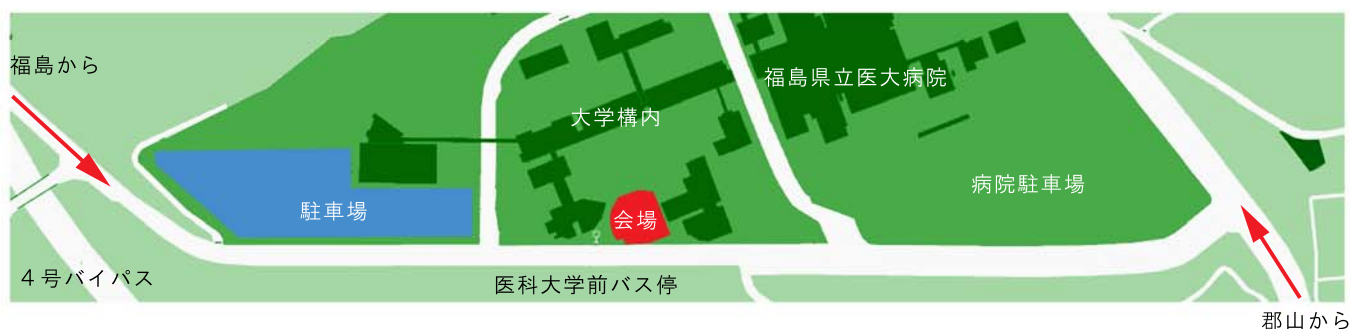 福島から
福島県立医大病院
大学構内
病院駐車場
駐車場
会場
４号バイパス
医科大学前バス停
郡山から